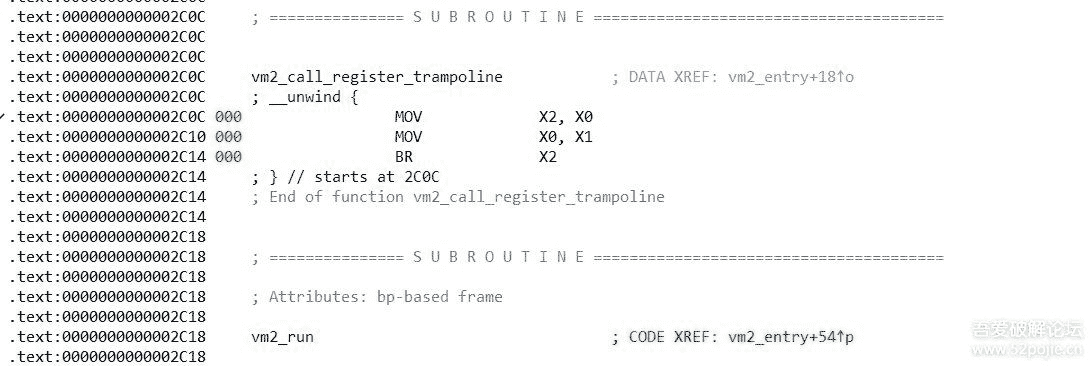 .text:0000000000002C0C
.text:0000000000002C0C ; =============== S U B R O U T I N E =======================================
.text:0000000000002C0C
.text:0000000000002C0C
.text:0000000000002C0C vm2_call_register_trampoline ; DATA XREF: vm2_entry+18↑o
.text:0000000000002C0C ; __unwind {
.text:0000000000002C0C 000 MOV X2, X0
.text:0000000000002C10 000 MOV X0, X1
.text:0000000000002C14 000 BR X2
.text:0000000000002C14 ; } // starts at 2C0C
.text:0000000000002C14 ; End of function vm2_call_register_trampoline
.text:0000000000002C14
.text:0000000000002C18
.text:0000000000002C18 ; =============== S U B R O U T I N E =======================================
.text:0000000000002C18
.text:0000000000002C18 ; Attributes: bp-based frame
.text:0000000000002C18
.text:0000000000002C18 vm2_run ; CODE XREF: vm2_entry+54↑p
.text:0000000000002C18
吾爱破解论坛
www.52pojie.cn